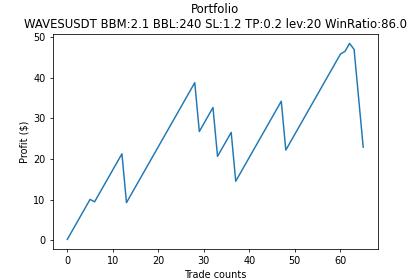 Portfolio
WAVESUSDT BBM:2.1 BBL:240 SL:1.2 TP:0.2 lev:20 WinRatio:86.0
50
40
30
20
10
0
Profit ($)
0 10 20 30 40 50 60
Trade counts